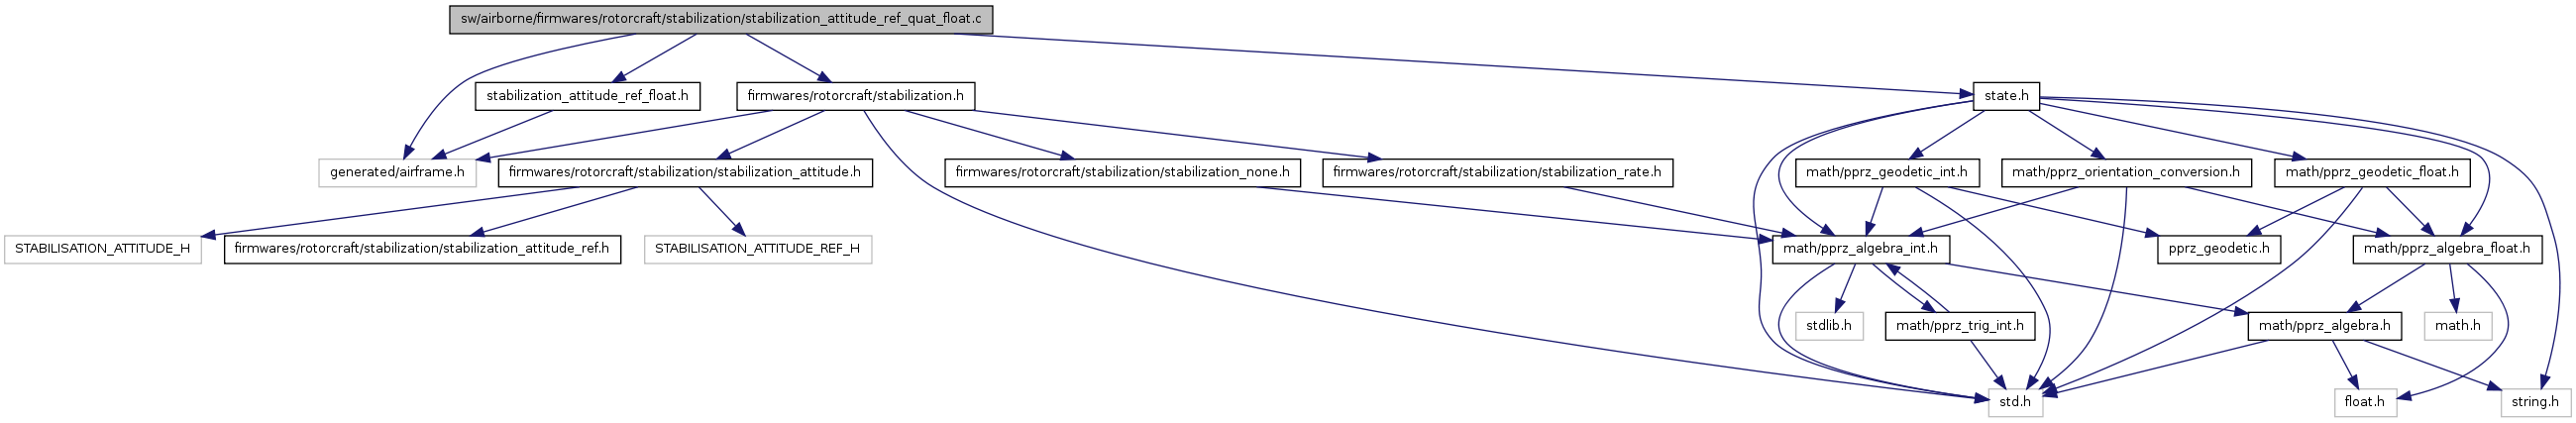 sw/airborne/firmwares/rotorcraft/stabilization/stabilization_attitude_ref_quat_float.c
stabilization_attitude_ref_float.h
firmwares/rotorcraft/stabilization.h
state.h
generated/airframe.h
firmwares/rotorcraft/stabilization/stabilization_attitude.h
firmwares/rotorcraft/stabilization/stabilization_none.h
firmwares/rotorcraft/stabilization/stabilization_rate.h
math/pprz_geodetic_int.h
math/pprz_orientation_conversion.h
math/pprz_geodetic_float.h
STABILISATION_ATTITUDE_H
firmwares/rotorcraft/stabilization/stabilization_attitude_ref.h
STABILISATION_ATTITUDE_REF_H
math/pprz_algebra_int.h
pprz_geodetic.h
math/pprz_algebra_float.h
stdlib.h
math/pprz_trig_int.h
math/pprz_algebra.h
math.h
std.h
float.h
string.h